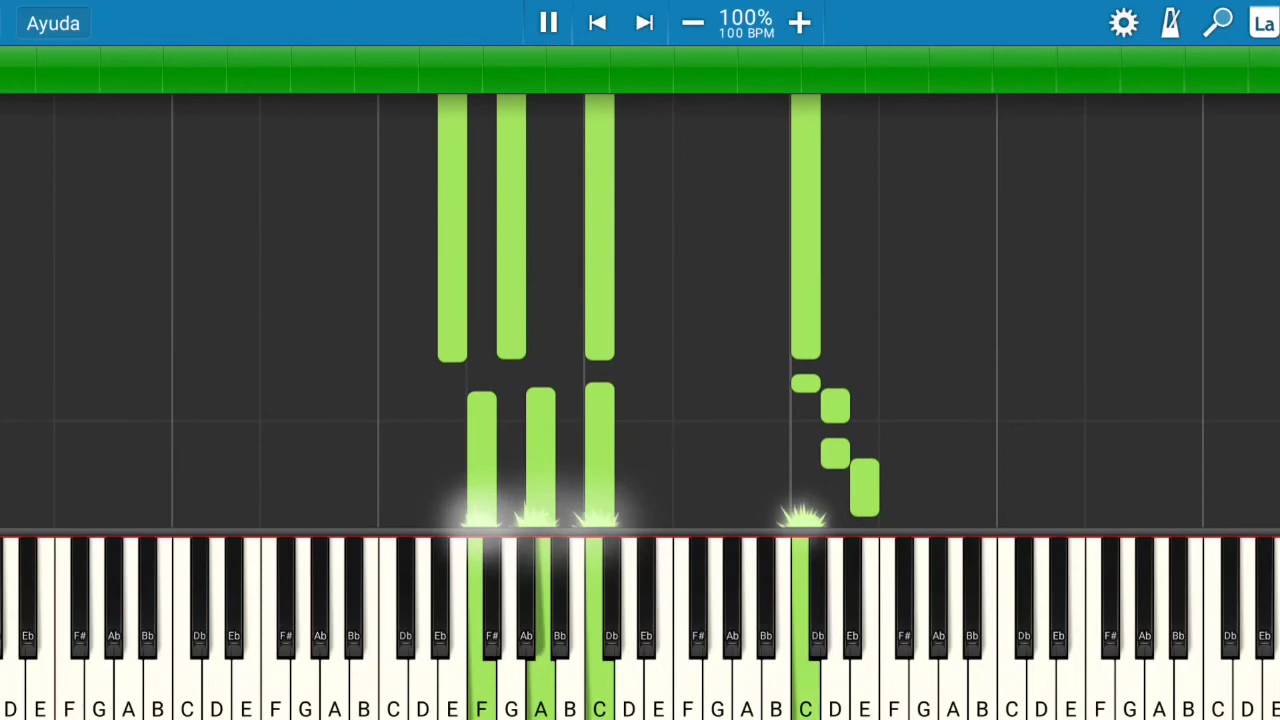 Ayuda
100%
100 BPM
La
Eb F# Ab Bb Db Eb F# Ab Bb Db Eb F# Ab Bb Db Eb F# Ab Bb Db Eb F# Ab Bb Db Eb F# Ab Bb Db Eb
D E F G A B C D E F G A B C D E F G A B C D E F G A B C D E F G A B C D E F G A B C D E